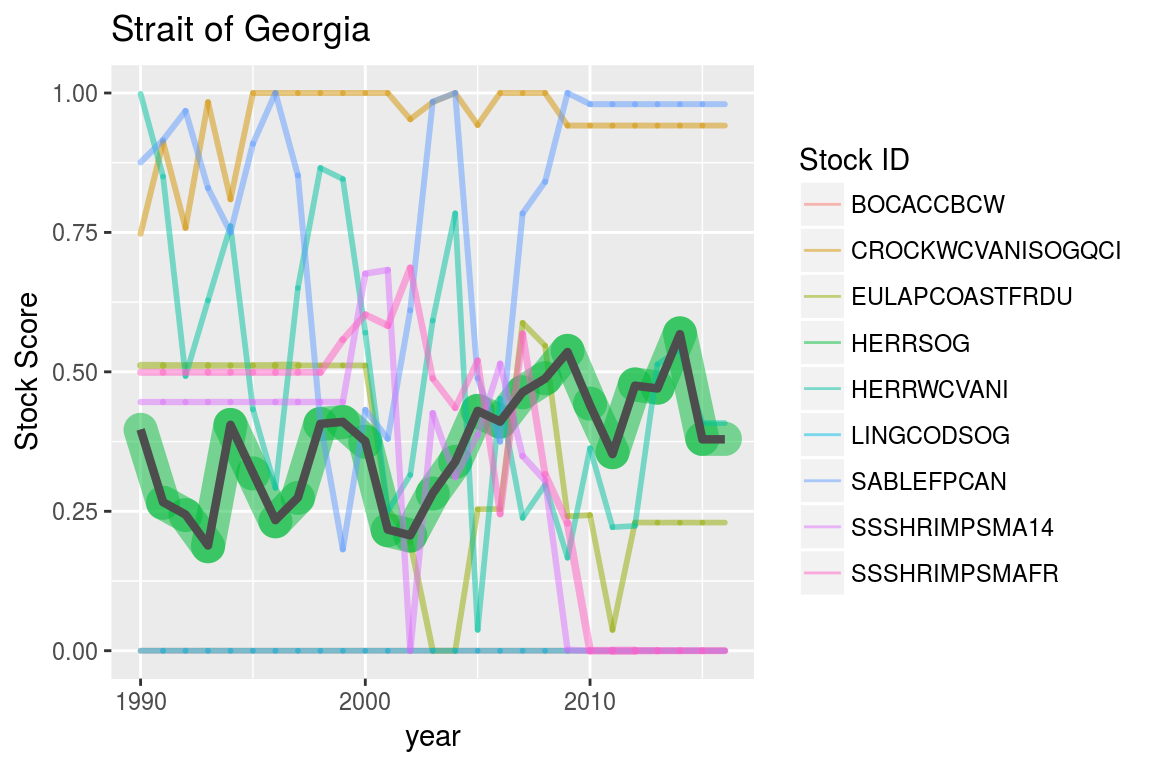 Strait of Georgia
Stock Score
1.00
0.75
0.50
0.25
0.00
1990
2000
2010
year
Stock ID
BOCACCBCW
CROCKWCVANISOGQCI
EULAPCOASTFRDU
HERRSOG
HERRWCVANI
LINGCODSOG
SABLEFPCAN
SSSHRIMPSMA14
SSSHRIMPSMAFR